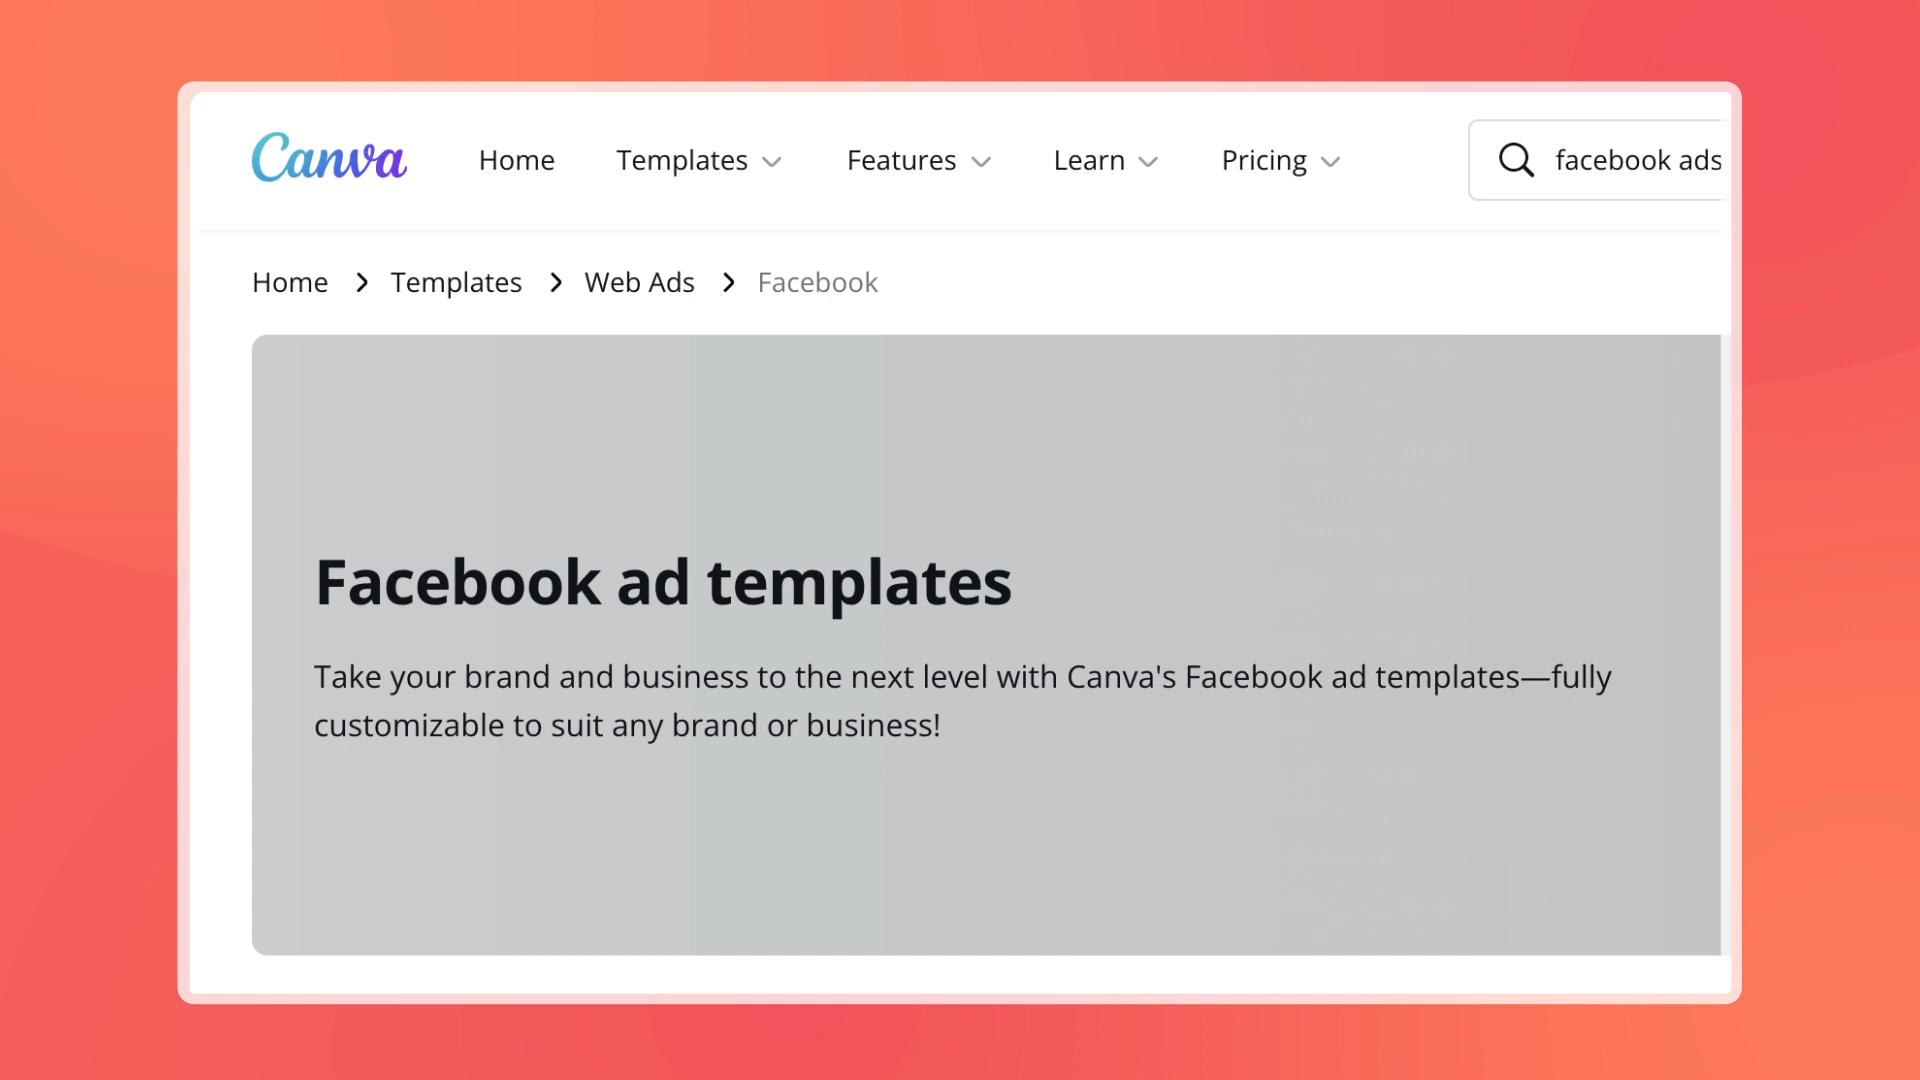 Canva Home Templates Features Learn Pricing facebook ads
Home Templates Web Ads Facebook
Facebook ad templates
Take your brand and business to the next level with Canva's Facebook ad templates—fully
customizable to suit any brand or business!